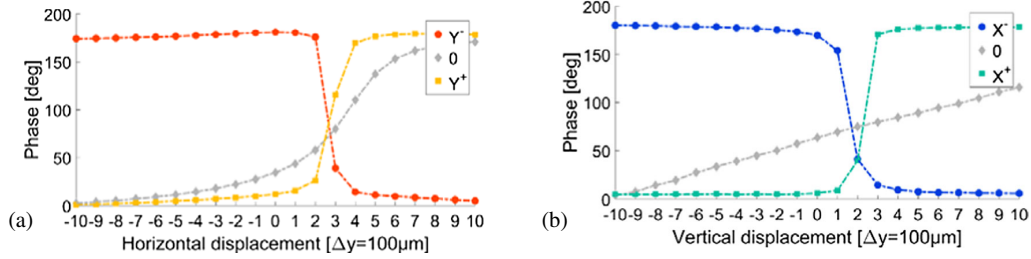 200
150
100
50
0
Phase [deg]
Y-
0
Y+
-10 -9 -8 -7 -6 -5 -4 -3 -2 -1 0 1 2 3 4 5 6 7 8 9 10
Horizontal displacement [Δy=100μm]
(a)
200
150
100
50
0
Phase [deg]
X-
0
X+
-10 -9 -8 -7 -6 -5 -4 -3 -2 -1 0 1 2 3 4 5 6 7 8 9 10
Vertical displacement [Δy=100μm]
(b)